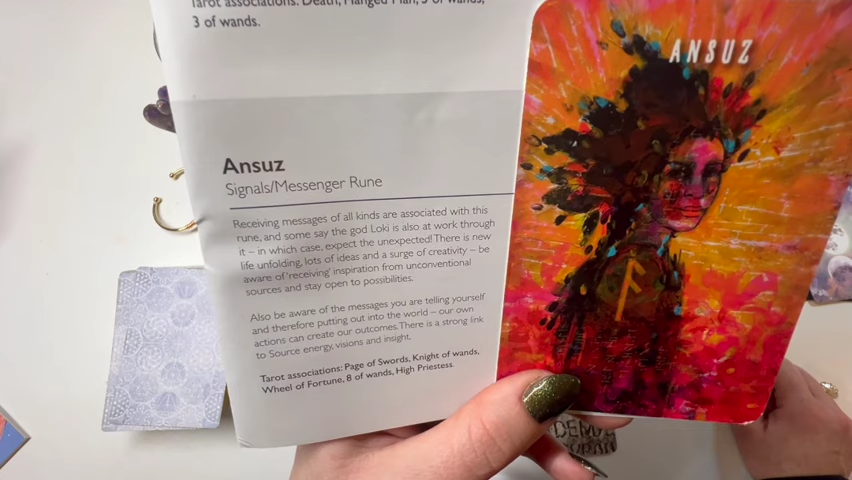 Tarot associations: Death, Hanged Man, 5 of wands,
3 of wands.
ANSUZ
Ansuz
Signals/Messenger Rune
Receiving messages of all kinds are associated with this
rune, and some say the god Loki is also at work through
it – in which case, expect the unexpected! There is new
life unfolding, lots of ideas and a surge of creativity – be
aware of 'receiving' inspiration from unconventional
sources and stay open to possibilities.
Also be aware of the messages you are telling yourself
and therefore putting out into the world – our own
actions can create our outcomes. There is a strong link
to Source energy, visions and insight.
Tarot associations: Page of Swords, Knight of wands,
Wheel of Fortune, 8 of wands, High Priestess.